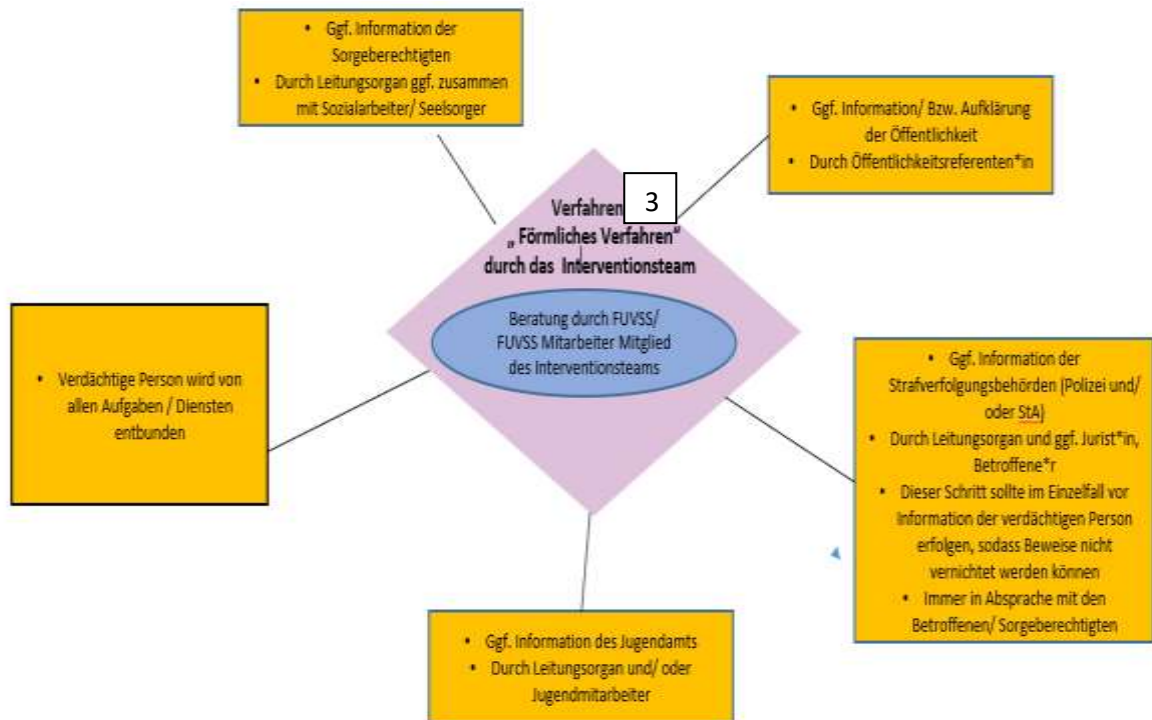 • Ggf. Information der
Sorgeberechtigten
• Durch Leitungsorgan ggf. zusammen
mit Sozialarbeiter/ Seelsorger
• Ggf. Information/ Bzw. Aufklärung
der Öffentlichkeit
• Durch Öffentlichkeitsreferenten*in
3
Verfahren
„ Förmliches Verfahren“
durch das Interventionsteam
Beratung durch FUVSS/
FUVSS Mitarbeiter Mitglied
des Interventionsteams
• Verdächtige Person wird von
allen Aufgaben / Diensten
entbunden
• Ggf. Information der
Strafverfolgungsbehörden (Polizei und/
oder StA)
• Durch Leitungsorgan und ggf. Jurist*in,
Betroffene*r
• Dieser Schritt sollte im Einzelfall vor
Information der verdächtigen Person
erfolgen, sodass Beweise nicht
vernichtet werden können
• Immer in Absprache mit den
Betroffenen/ Sorgeberechtigten
• Ggf. Information des Jugendamts
• Durch Leitungsorgan und/ oder
Jugendmitarbeiter